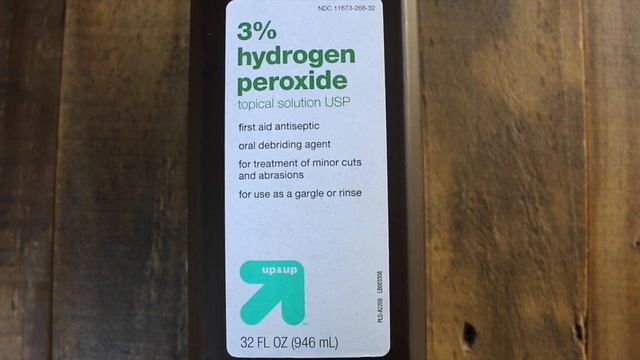 NDC 11673-268-32
3%
hydrogen
peroxide
topical solution USP
first aid antiseptic
oral debriding agent
for treatment of minor cuts
and abrasions
for use as a gargle or rinse
up&up
32 FL OZ (946 mL)